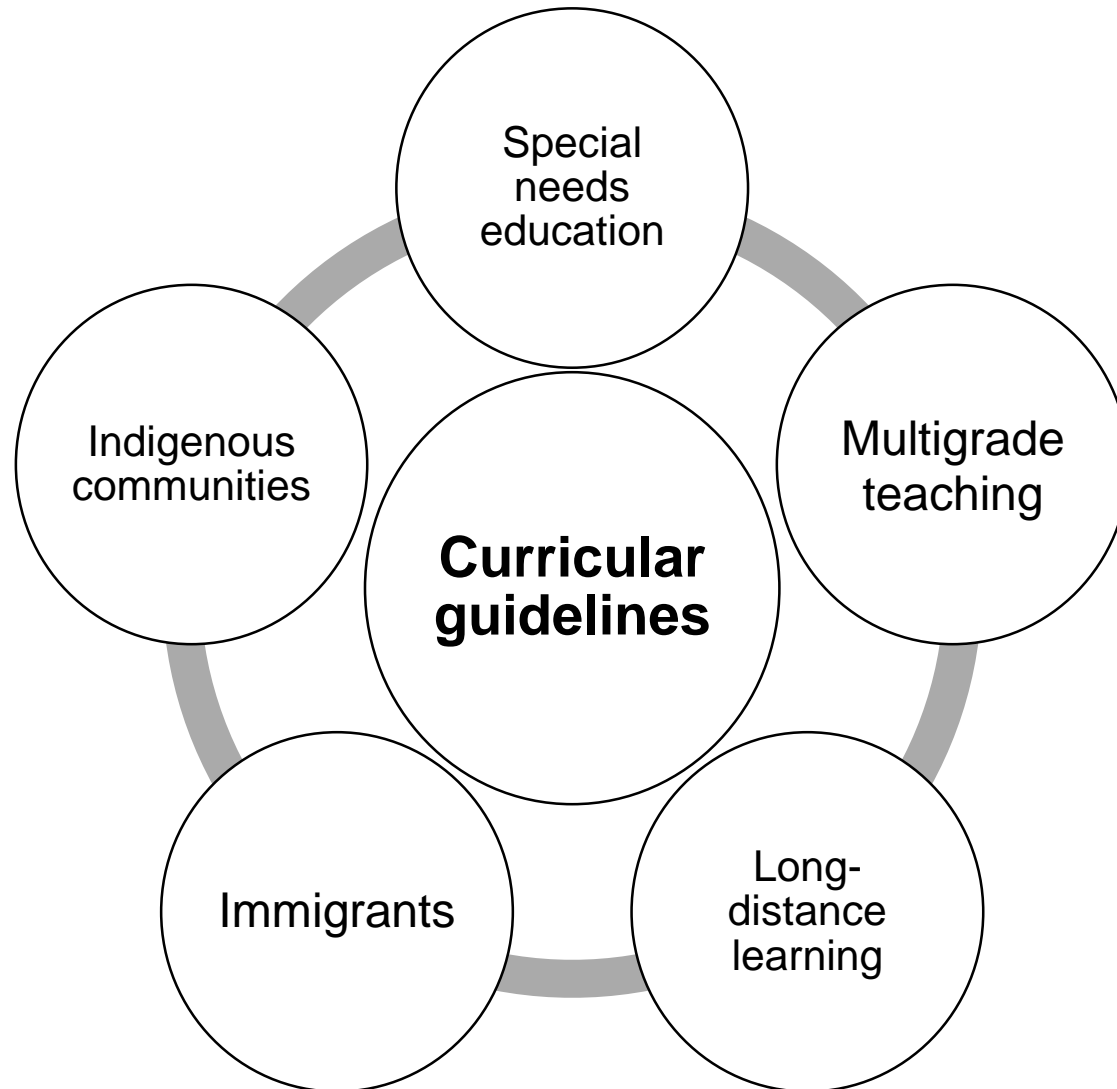 Special
needs
education
Indigenous
communities
Multigrade
teaching
Curricular
guidelines
Immigrants
Long-
distance
learning